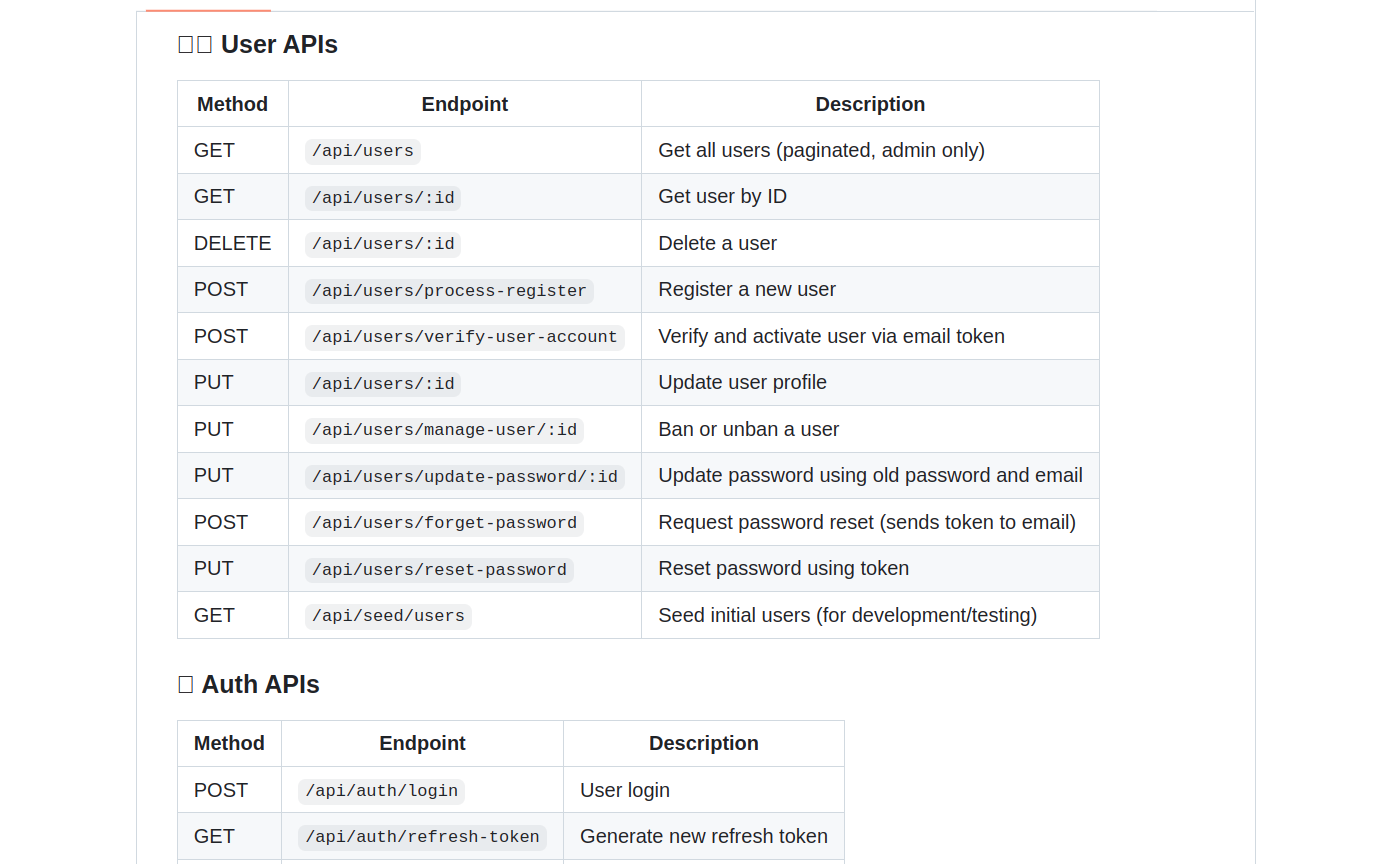 User APIs
Method Endpoint Description
GET /api/users Get all users (paginated, admin only)
GET /api/users/:id Get user by ID
DELETE /api/users/:id Delete a user
POST /api/users/process-register Register a new user
POST /api/users/verify-user-account Verify and activate user via email token
PUT /api/users/:id Update user profile
PUT /api/users/manage-user/:id Ban or unban a user
PUT /api/users/update-password/:id Update password using old password and email
POST /api/users/forget-password Request password reset (sends token to email)
PUT /api/users/reset-password Reset password using token
GET /api/seed/users Seed initial users (for development/testing)
Auth APIs
Method Endpoint Description
POST /api/auth/login User login
GET /api/auth/refresh-token Generate new refresh token